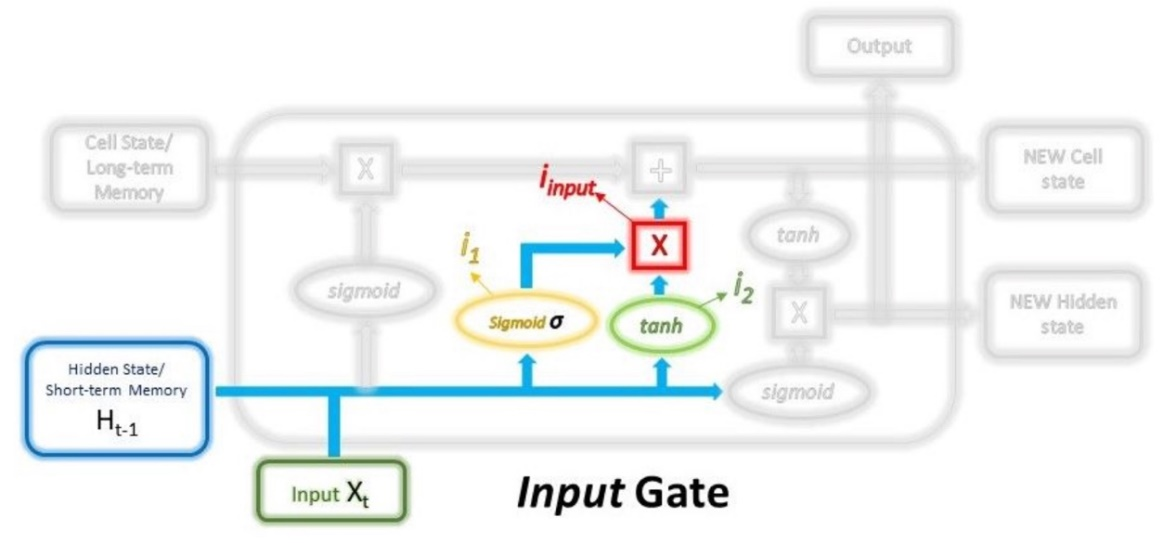 Output
Cell State/
Long-term
Memory
X
+
NEW Cell
state
i_input
X
tanh
i_1
i_2
sigmoid
Sigmoid σ
tanh
X
NEW Hidden
state
Hidden State/
Short-term Memory
H_t-1
sigmoid
Input X_t
Input Gate